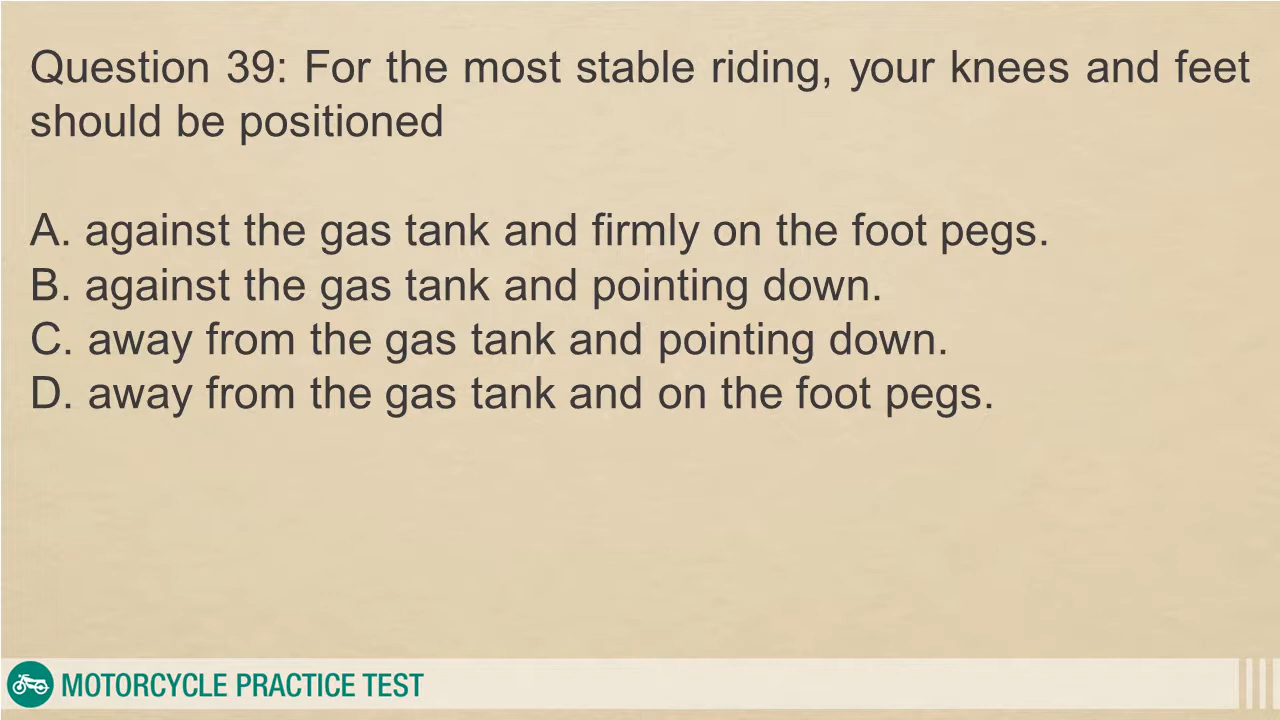 Question 39: For the most stable riding, your knees and feet
should be positioned
A. against the gas tank and firmly on the foot pegs.
B. against the gas tank and pointing down.
C. away from the gas tank and pointing down.
D. away from the gas tank and on the foot pegs.
MOTORCYCLE PRACTICE TEST